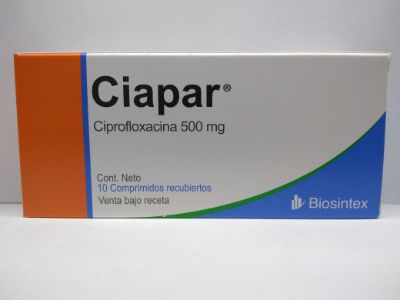 Ciapar®
Ciprofloxacina 500 mg
Cont. Neto
10 Comprimidos recubiertos
Venta bajo receta
Biosintex